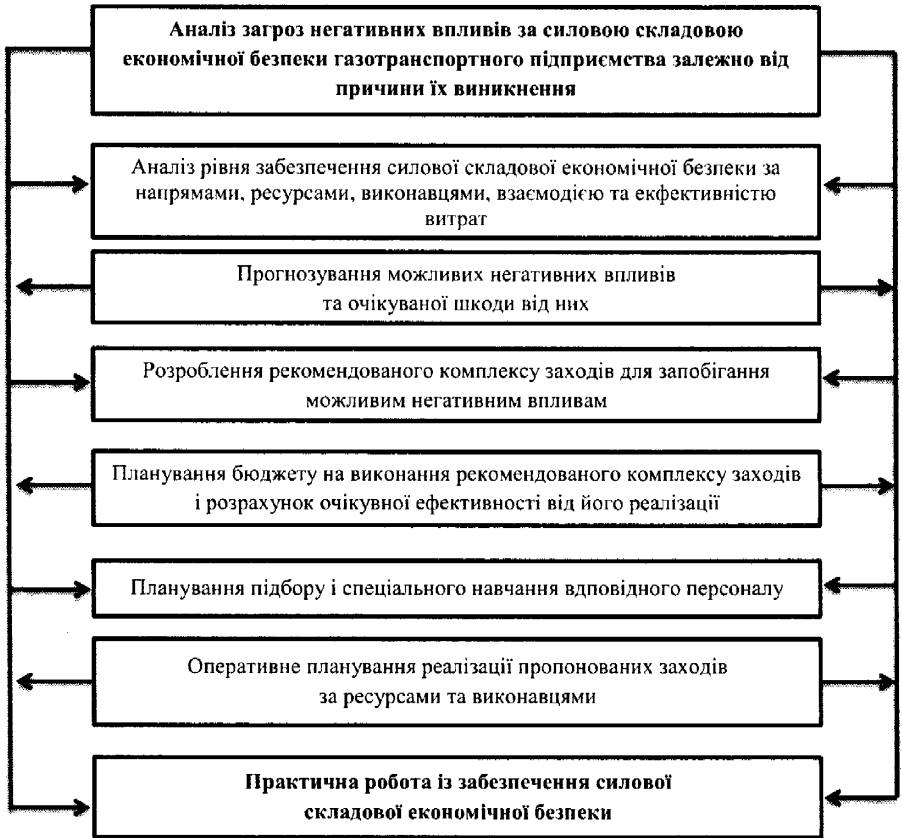 Аналіз загроз негативних впливів за силовою складовою
економічної безпеки газотранспортного підприємства залежно від
причини їх виникнення
Аналіз рівня забезпечення силової складової економічної безпеки за
напрямами, ресурсами, виконавцями, взаємодією та екфективністю
витрат
Прогнозування можливих негативних впливів
та очікуваної шкоди від них
Розроблення рекомендованого комплексу заходів для запобігання
можливим негативним впливам
Планування бюджету на виконання рекомендованого комплексу заходів
і розрахунок очікувної ефективності від його реалізації
Планування підбору і спеціального навчання вдповідного персоналу
Оперативне планування реалізації пропонованих заходів
за ресурсами та виконавцями
Практична робота із забезпечення силової
складової економічної безпеки